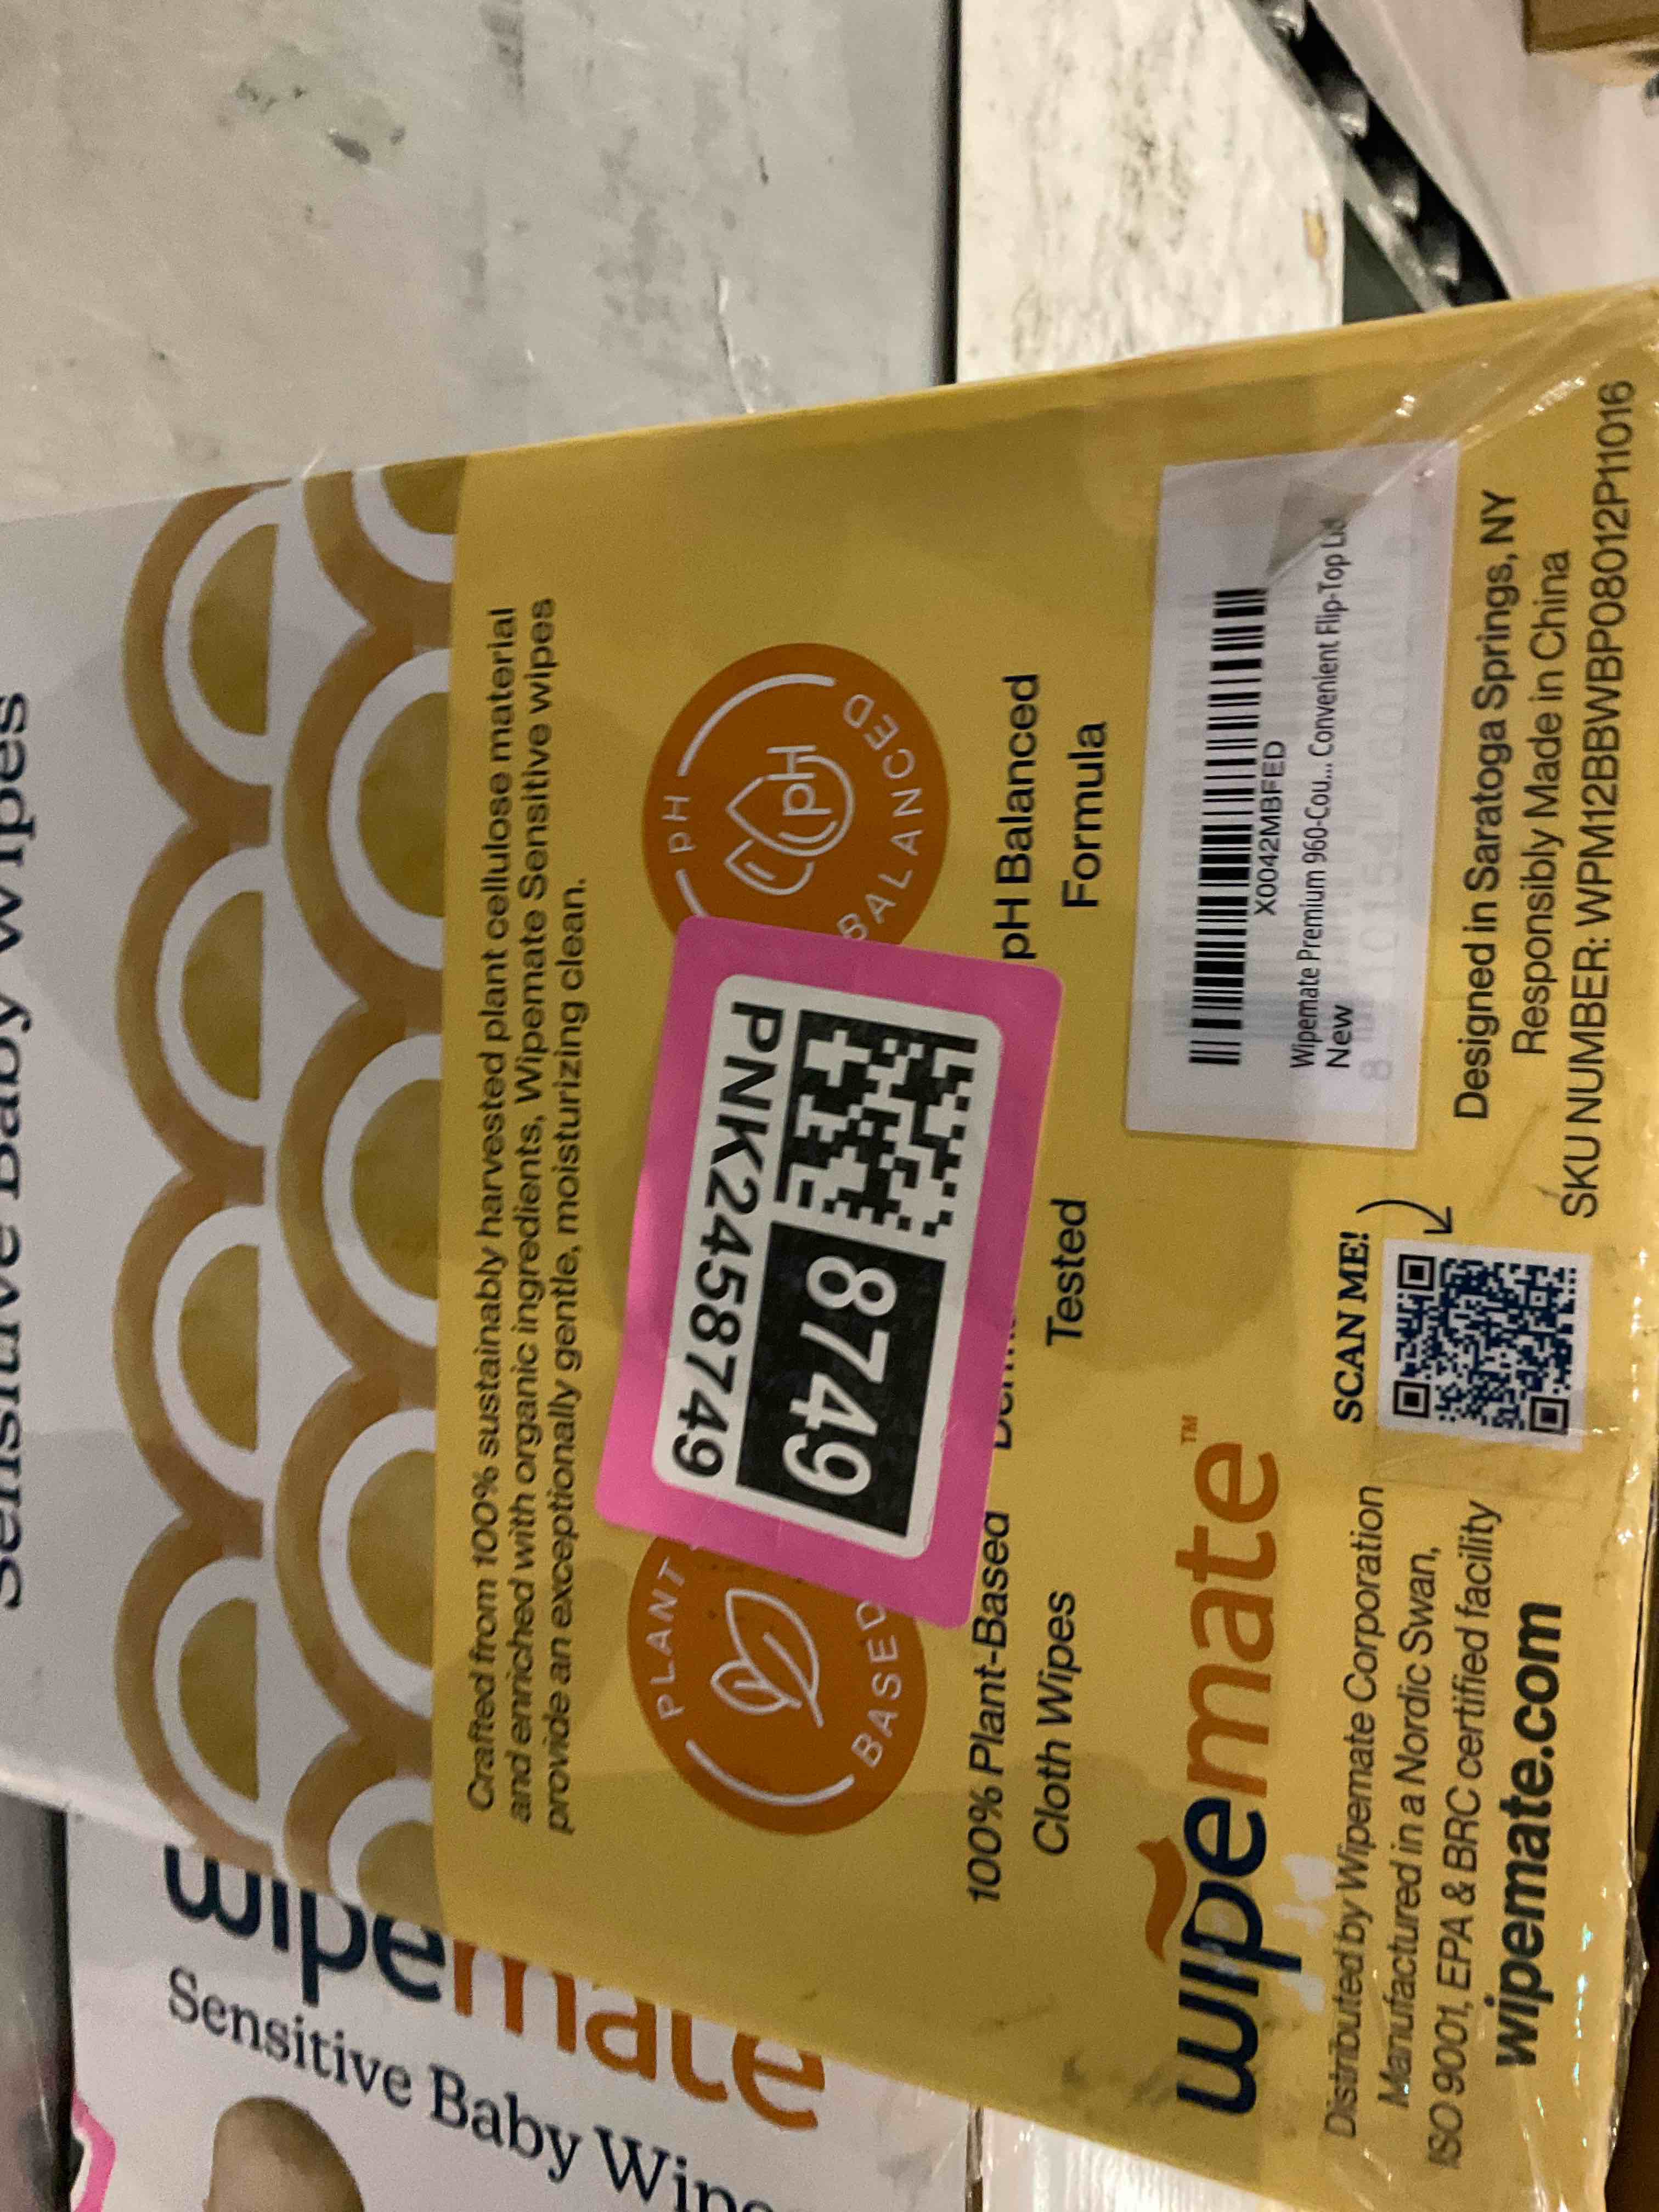 Sensitive Baby Wipes
Crafted from 100% sustainably harvested plant cellulose material
and enriched with organic ingredients, Wipemate Sensitive wipes
provide an exceptionally gentle, moisturizing clean.
PLANT
BASED
pH
pH
BALANCED
PNK2458749
8749
100% Plant-Based
Cloth Wipes
Tested
pH Balanced
Formula
wipemate™
X0042MBFED
Wipemate Premium 960-Cou... Convenient Flip-Top Lid
New
Distributed by Wipemate Corporation
Manufactured in a Nordic Swan,
ISO 9001, EPA & BRC certified facility
wipemate.com
SCAN ME!
Designed in Saratoga Springs, NY
Responsibly Made in China
SKU NUMBER: WPM12BBWBP08012P11016
wipemate
Sensitive Baby